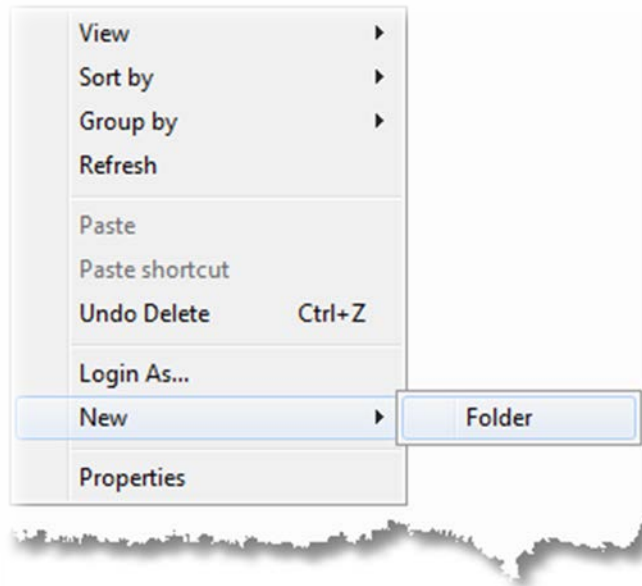 View
Sort by
Group by
Refresh
Paste
Paste shortcut
Undo Delete Ctrl+Z
Login As...
New Folder
Properties